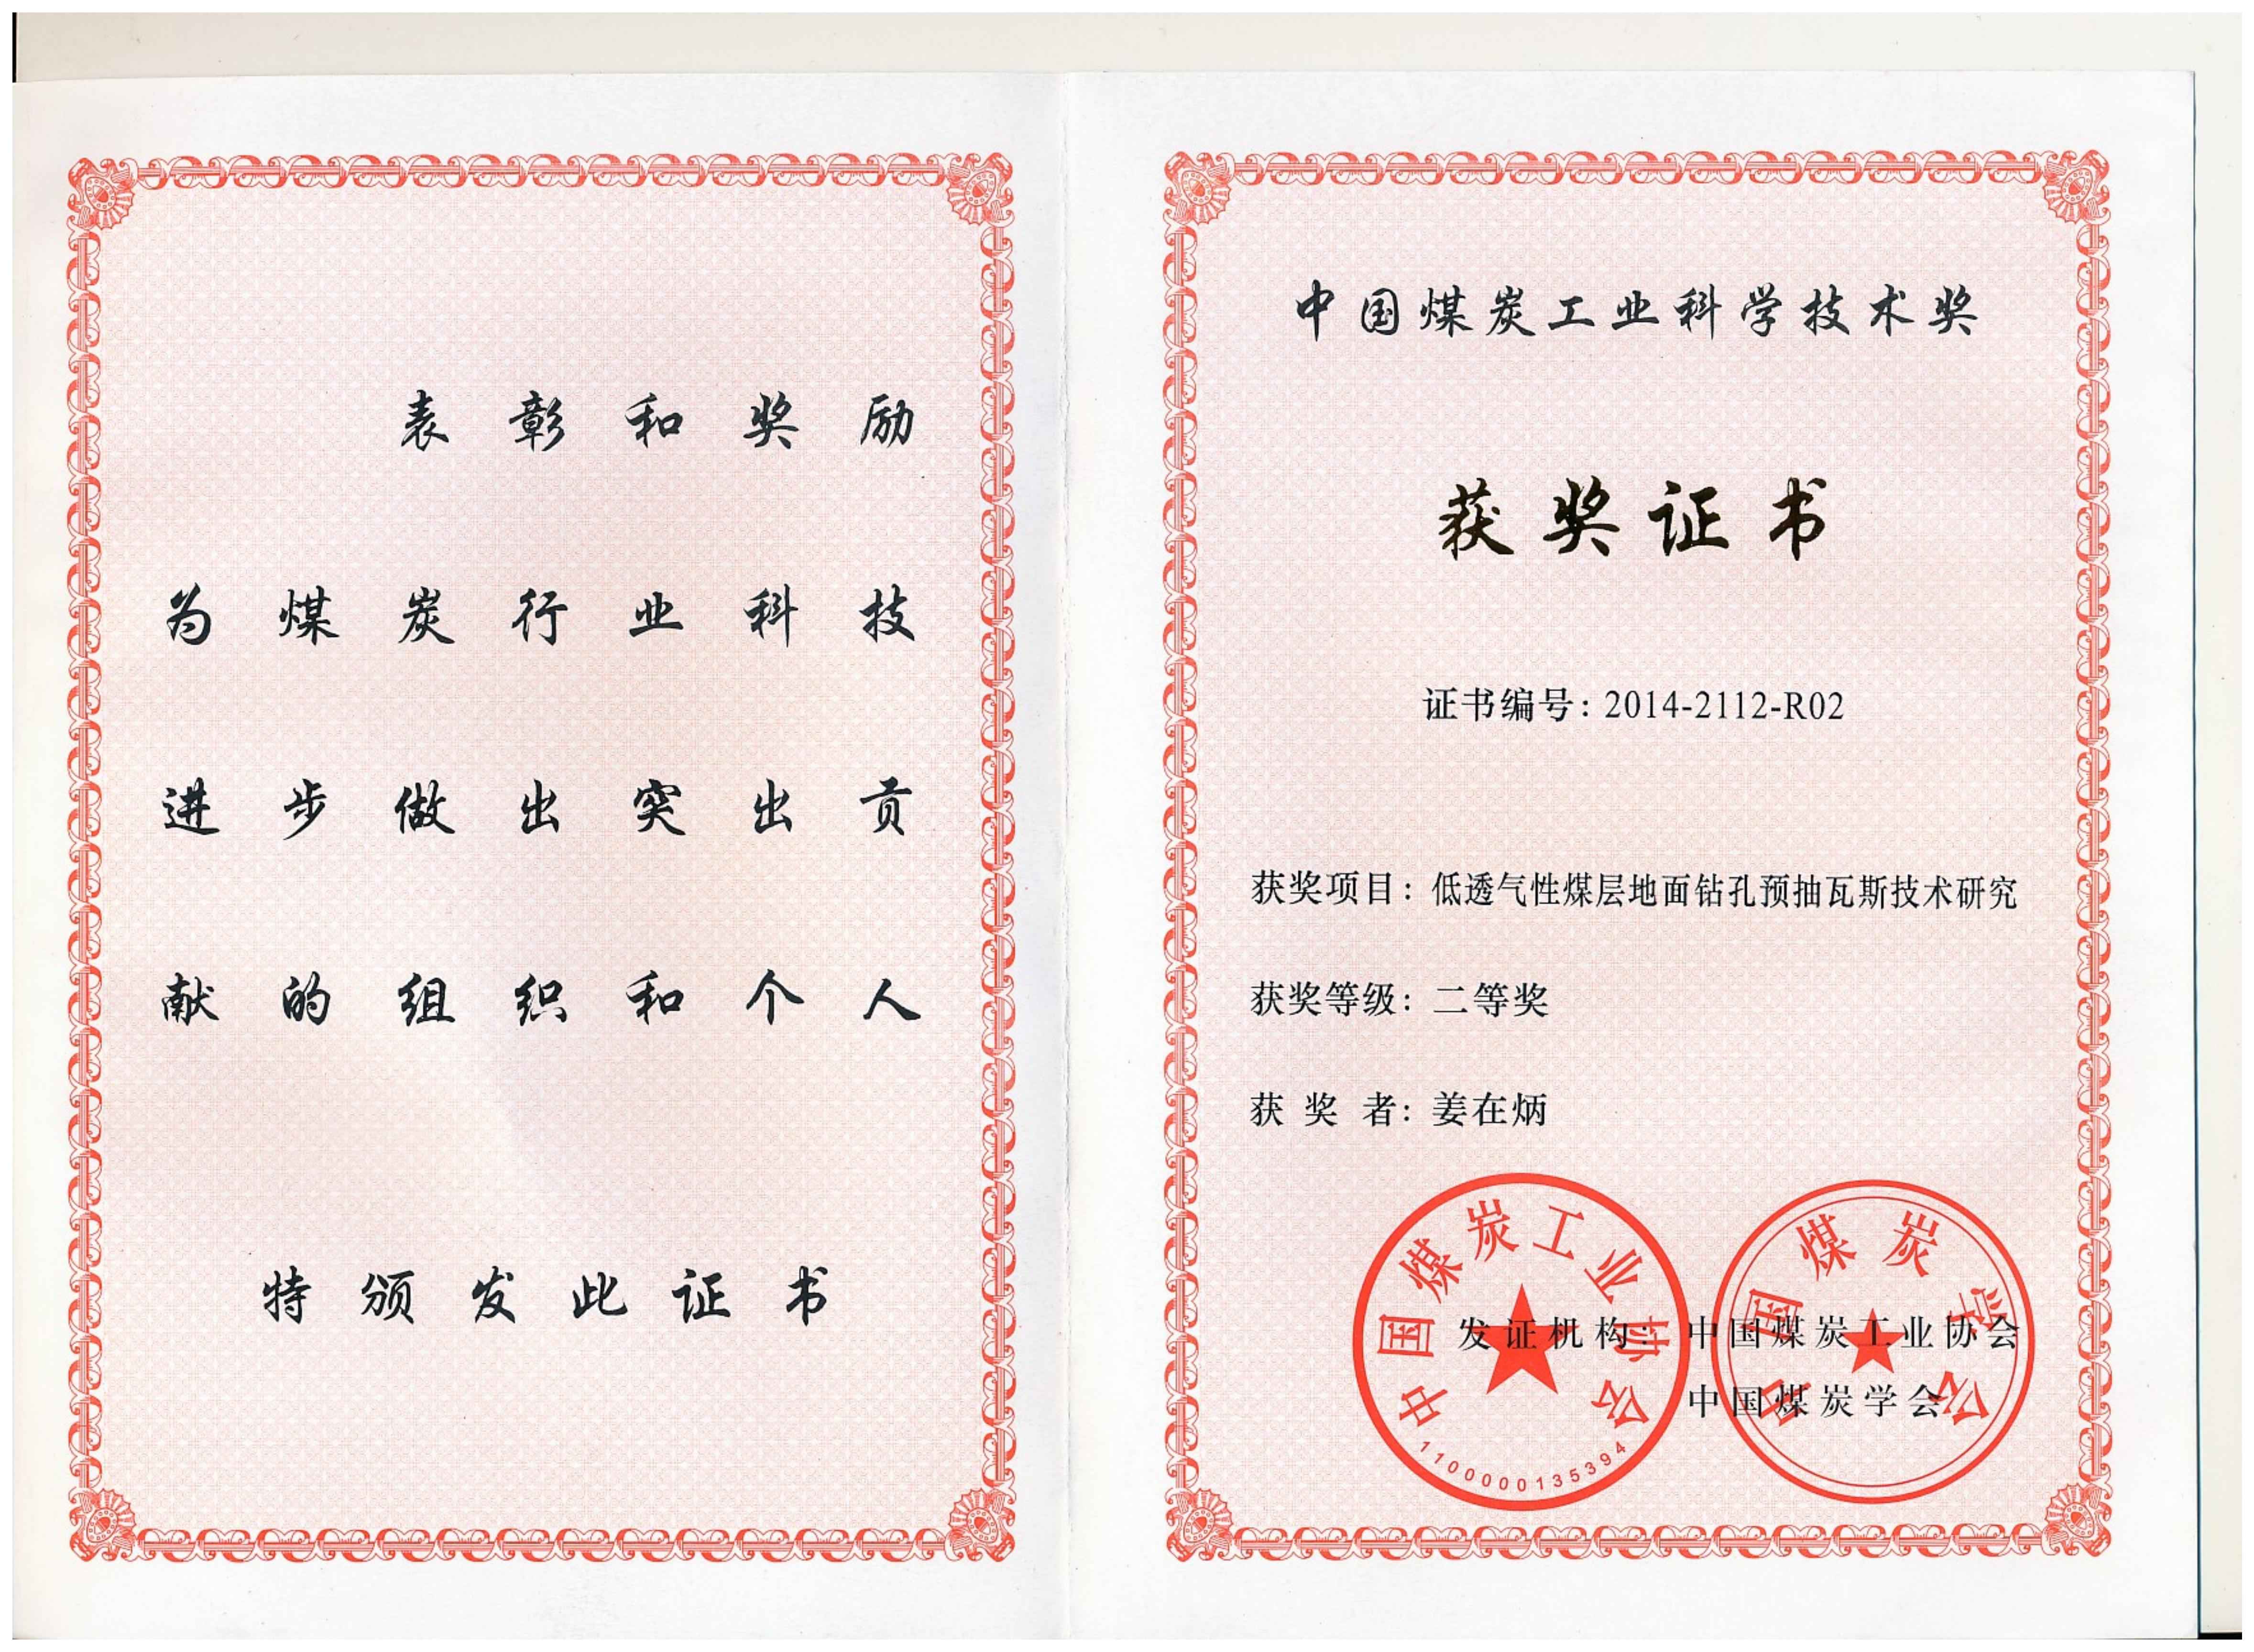 表彰和奖励
为煤炭行业科技
进步做出突出贡
献的组织和个人
特颁发此证书
中国煤炭工业科学技术奖
获奖证书
证书编号：2014-2112-R02
获奖项目：低透气性煤层地面钻孔预抽瓦斯技术研究
获奖等级：二等奖
获奖者：姜在炳
发证机构：中国煤炭工业协会
中国煤炭学会
中国煤炭工业协会
1100000135394
中国煤炭学会